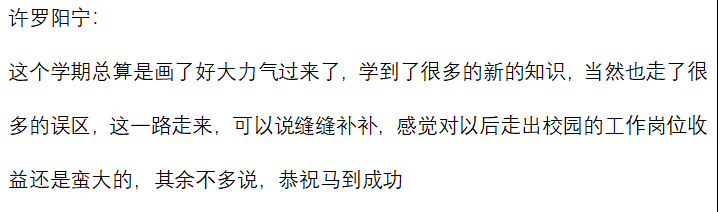 许罗阳宁：
这个学期总算是画了好大力气过来了，学到了很多的新的知识，当然也走了很
多的误区，这一路走来，可以说缝缝补补，感觉对以后走出校园的工作岗位收
益还是蛮大的，其余不多说，恭祝马到成功